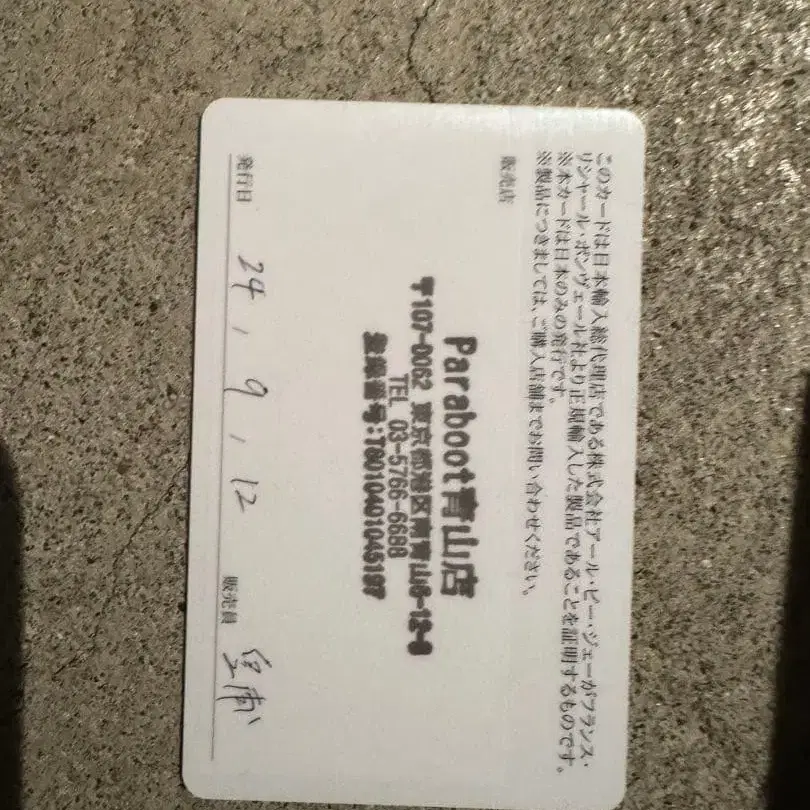 このカードは日本輸入総代理店である株式会社アール・ピー・ジェーがフランス・
リシャール・ポンヴェール社より正規輸入した製品であることを証明するものです。
※本カードは日本のみの発行です。
※製品につきましては、ご購入店舗までお問い合わせください。
販売店
Paraboot青山店
〒107-0062 東京都港区南青山6-12-6
TEL 03-5766-6688
登録番号:T6010401045197
発行日 24,9,12 販売員